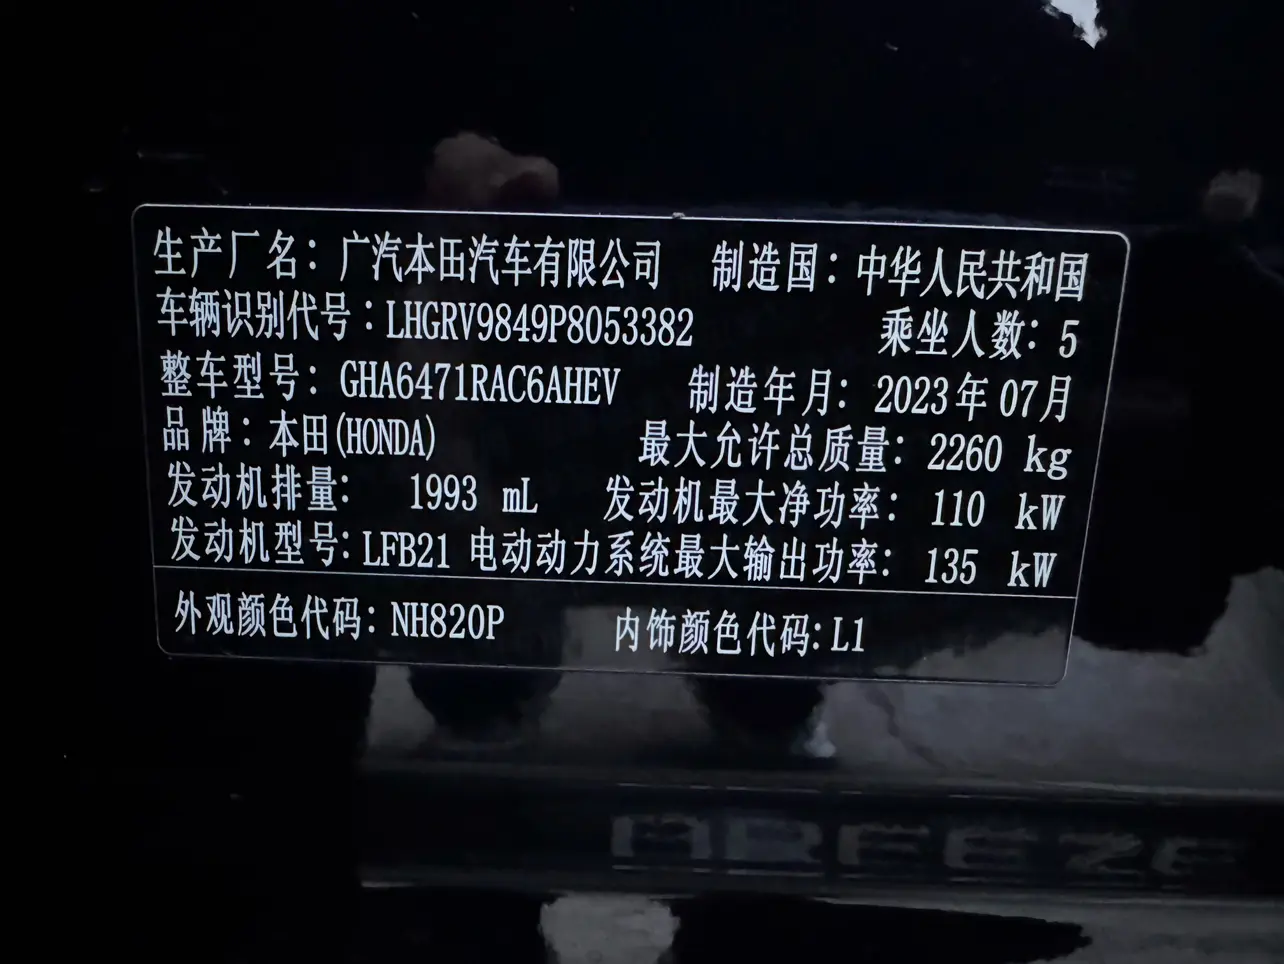 生产厂名：广汽本田汽车有限公司 制造国：中华人民共和国
车辆识别代号：LHGRV9849P8053382 乘坐人数：5
整车型号：GHA6471RAC6AHEV 制造年月：2023年07月
品牌：本田(HONDA) 最大允许总质量：2260 kg
发动机排量： 1993 mL 发动机最大净功率： 110 kW
发动机型号：LFB21 电动动力系统最大输出功率： 135 kW
外观颜色代码：NH820P 内饰颜色代码：L1